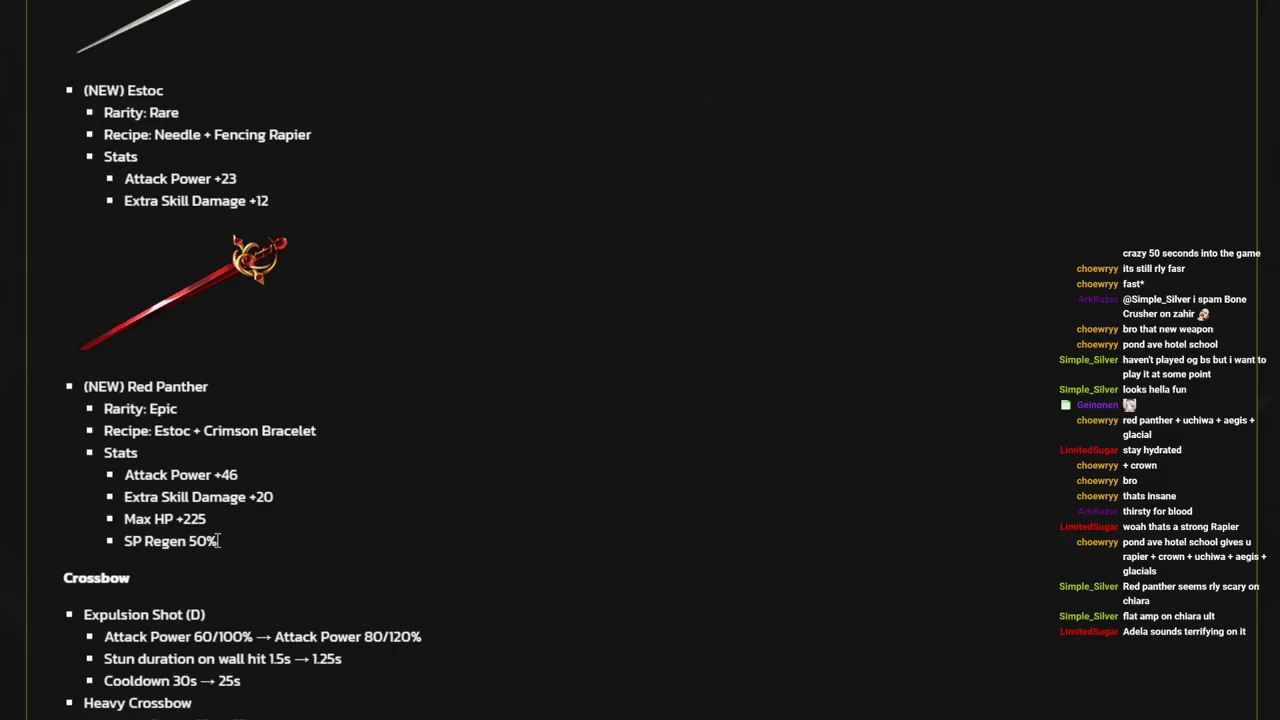 (NEW) Estoc
Rarity: Rare
Recipe: Needle + Fencing Rapier
Stats
Attack Power +23
Extra Skill Damage +12
(NEW) Red Panther
Rarity: Epic
Recipe: Estoc + Crimson Bracelet
Stats
Attack Power +46
Extra Skill Damage +20
Max HP +225
SP Regen 50%
Crossbow
Expulsion Shot (D)
Attack Power 60/100% → Attack Power 80/120%
Stun duration on wall hit 1.5s → 1.25s
Cooldown 30s → 25s
Heavy Crossbow
crazy 50 seconds into the game
choewryy its still rly fasr
choewryy fast*
ArkRazor @Simple_Silver i spam Bone
Crusher on zahir
choewryy bro that new weapon
choewryy pond ave hotel school
Simple_Silver haven't played og bs but i want to
play it at some point
Simple_Silver looks hella fun
Geinonen
choewryy red panther + uchiwa + aegis +
glacial
LimitedSugar stay hydrated
choewryy + crown
choewryy bro
choewryy thats insane
ArkRazor thirsty for blood
LimitedSugar woah thats a strong Rapier
choewryy pond ave hotel school gives u
rapier + crown + uchiwa + aegis +
glacials
Simple_Silver Red panther seems rly scary on
chiara
Simple_Silver flat amp on chiara ult
LimitedSugar Adela sounds terrifying on it